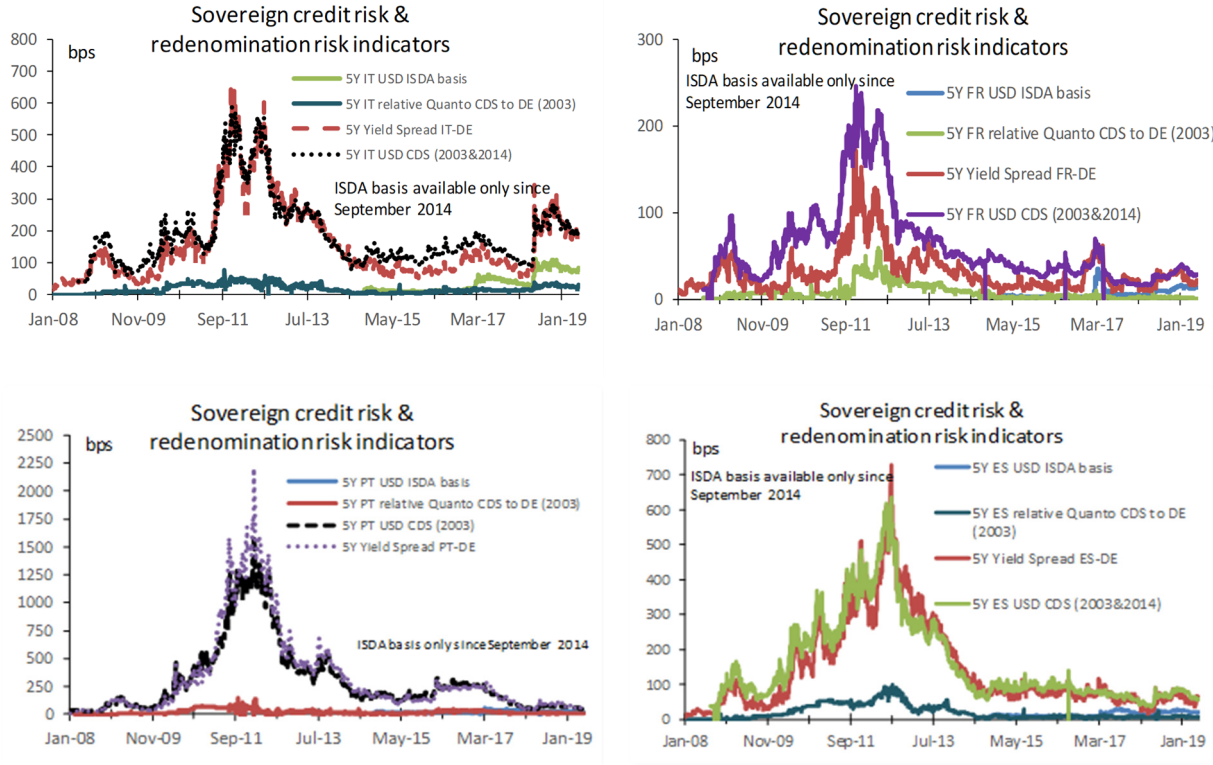 Sovereign credit risk &
redenomination risk indicators
bps
800
700
600
500
400
300
200
100
0
5Y IT USD ISDA basis
5Y IT relative Quanto CDS to DE (2003)
5Y Yield Spread IT-DE
5Y IT USD CDS (2003&2014)
ISDA basis available only since
September 2014
Jan-08 Nov-09 Sep-11 Jul-13 May-15 Mar-17 Jan-19
Sovereign credit risk &
redenomination risk indicators
bps
300
200
100
0
ISDA basis available only since
September 2014
5Y FR USD ISDA basis
5Y FR relative Quanto CDS to DE (2003)
5Y Yield Spread FR-DE
5Y FR USD CDS (2003&2014)
Jan-08 Nov-09 Sep-11 Jul-13 May-15 Mar-17 Jan-19
Sovereign credit risk &
redenomination risk indicators
bps
2500
2250
2000
1750
1500
1250
1000
750
500
250
0
5Y PT USD ISDA basis
5Y PT relative Quanto CDS to DE (2003)
5Y PT USD CDS (2003)
5Y Yield Spread PT-DE
ISDA basis only since September 2014
Jan-08 Nov-09 Sep-11 Jul-13 May-15 Mar-17 Jan-19
Sovereign credit risk &
redenomination risk indicators
bps
800
700
600
500
400
300
200
100
0
ISDA basis available only since
September 2014
5Y ES USD ISDA basis
5Y ES relative Quanto CDS to DE
(2003)
5Y Yield Spread ES-DE
5Y ES USD CDS (2003&2014)
Jan-08 Nov-09 Sep-11 Jul-13 May-15 Mar-17 Jan-19